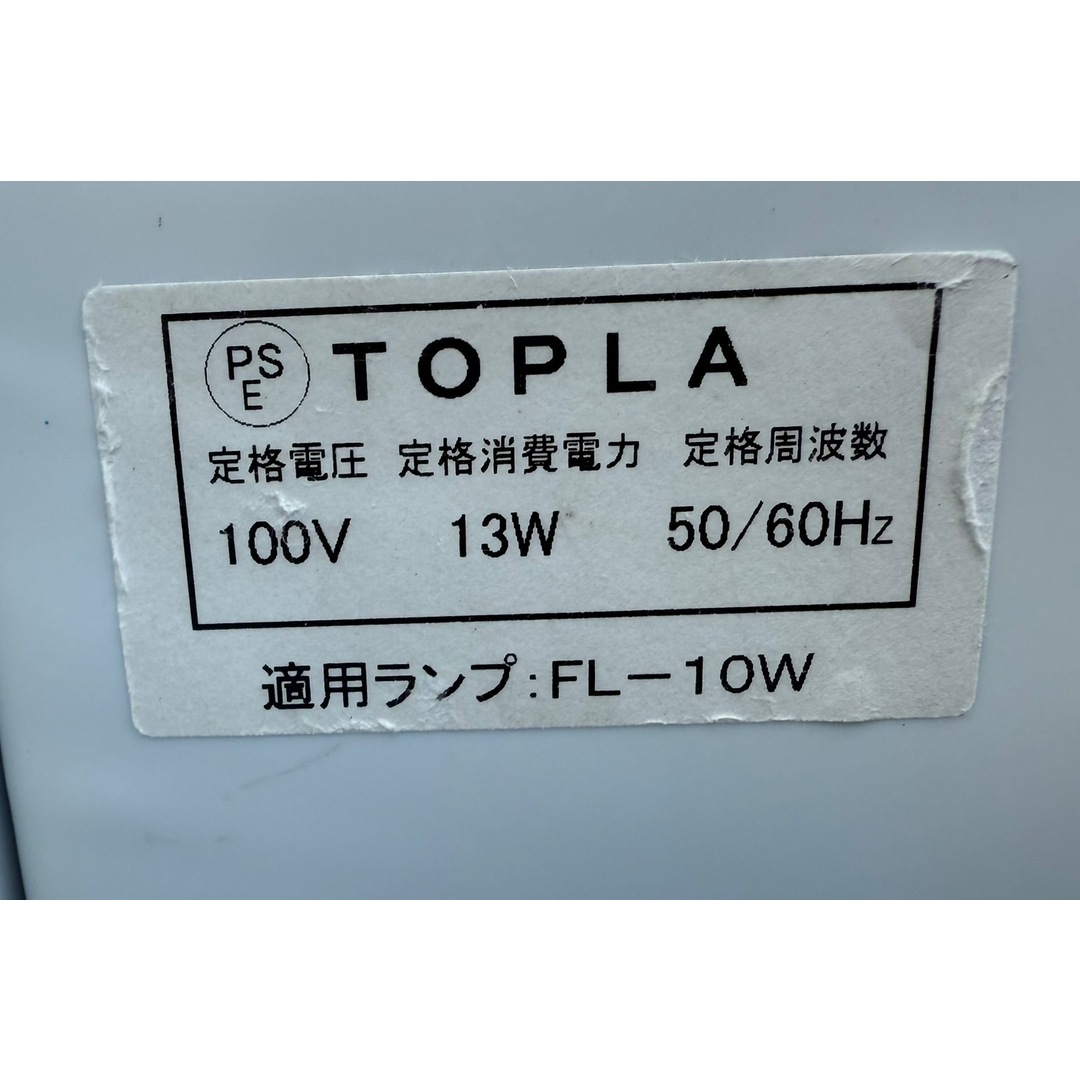 PSE TOPLA
定格電圧 定格消費電力 定格周波数
100V 13W 50/60Hz
適用ランプ:FL-10W